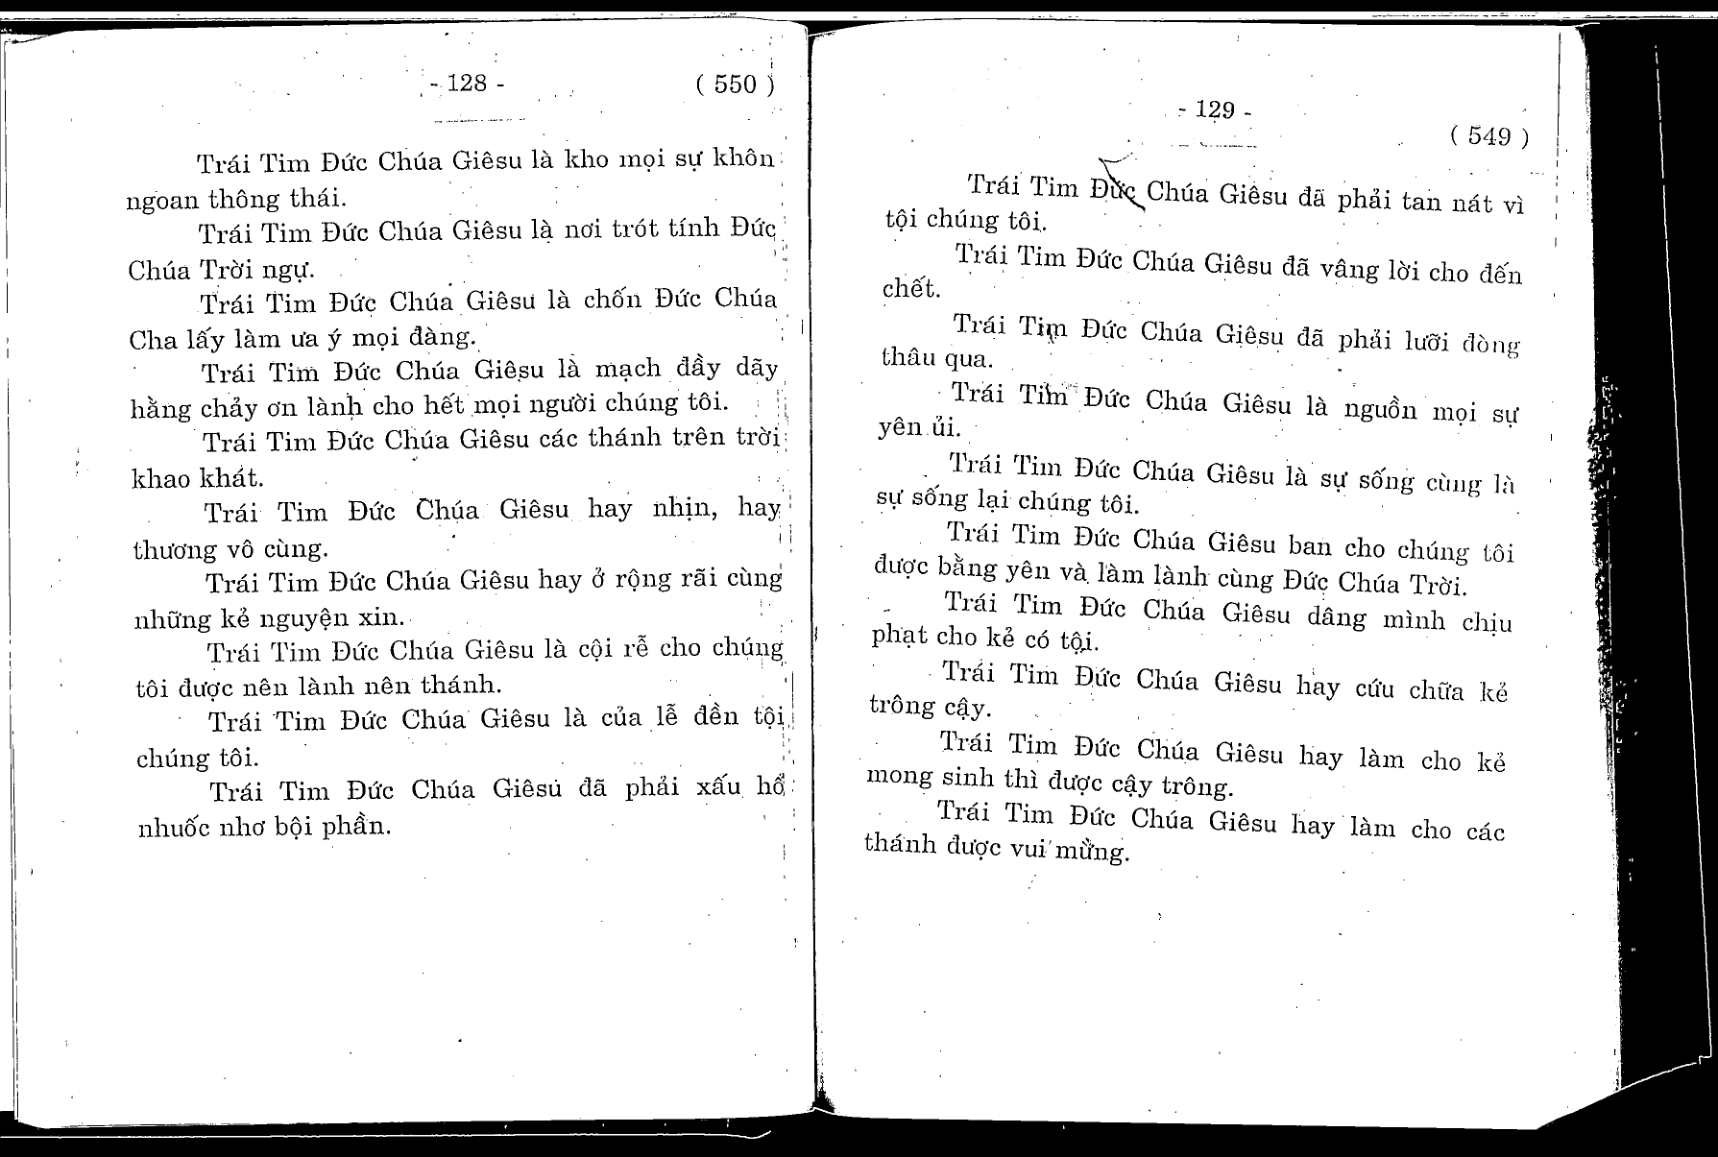 - 128 -
( 550 )
Trái Tim Đức Chúa Giêsu là kho mọi sự khôn
ngoan thông thái.
Trái Tim Đức Chúa Giêsu là nơi trót tính Đức
Chúa Trời ngự.
Trái Tim Đức Chúa Giêsu là chốn Đức Chúa
Cha lấy làm ưa ý mọi đàng.
Trái Tim Đức Chúa Giêsu là mạch đầy dãy
hằng chảy ơn lành cho hết mọi người chúng tôi.
Trái Tim Đức Chúa Giêsu các thánh trên trời
khao khát.
Trái Tim Đức Chúa Giêsu hay nhịn, hay
thương vô cùng.
Trái Tim Đức Chúa Giêsu hay ở rộng rãi cùng
những kẻ nguyện xin.
Trái Tim Đức Chúa Giêsu là cội rễ cho chúng
tôi được nên lành nên thánh.
Trái Tim Đức Chúa Giêsu là của lễ đền tội
chúng tôi.
Trái Tim Đức Chúa Giêsu đã phải xấu hổ
nhuốc nhơ bội phần.
- 129 -
( 549 )
Trái Tim Đức Chúa Giêsu đã phải tan nát vì
tội chúng tôi.
Trái Tim Đức Chúa Giêsu đã vâng lời cho đến
chết.
Trái Tim Đức Chúa Giêsu đã phải lưỡi đòng
thâu qua.
Trái Tim Đức Chúa Giêsu là nguồn mọi sự
yên ủi.
Trái Tim Đức Chúa Giêsu là sự sống cùng là
sự sống lại chúng tôi.
Trái Tim Đức Chúa Giêsu ban cho chúng tôi
được bằng yên và làm lành cùng Đức Chúa Trời.
Trái Tim Đức Chúa Giêsu dâng mình chịu
phạt cho kẻ có tội.
Trái Tim Đức Chúa Giêsu hay cứu chữa kẻ
trông cậy.
Trái Tim Đức Chúa Giêsu hay làm cho kẻ
mong sinh thì được cậy trông.
Trái Tim Đức Chúa Giêsu hay làm cho các
thánh được vui mừng.